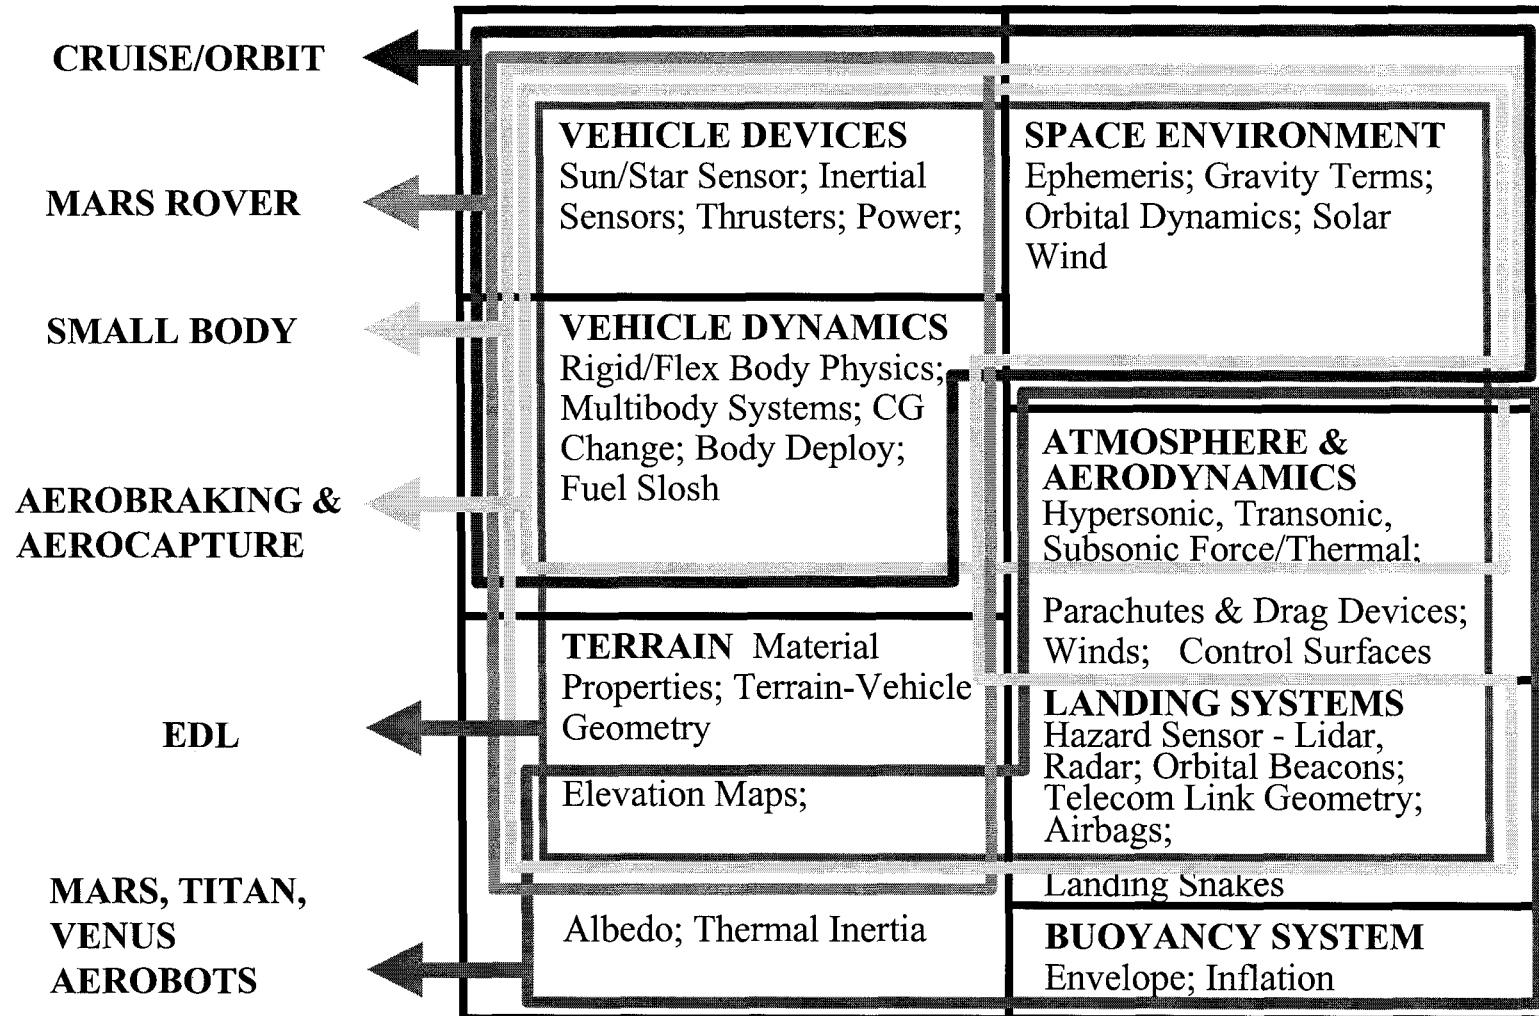 CRUISE/ORBIT
MARS ROVER
SMALL BODY
AEROBRAKING &
AEROCAPTURE
EDL
MARS, TITAN,
VENUS
AEROBOTS
VEHICLE DEVICES
Sun/Star Sensor; Inertial
Sensors; Thrusters; Power;
SPACE ENVIRONMENT
Ephemeris; Gravity Terms;
Orbital Dynamics; Solar
Wind
VEHICLE DYNAMICS
Rigid/Flex Body Physics;
Multibody Systems; CG
Change; Body Deploy;
Fuel Slosh
ATMOSPHERE &
AERODYNAMICS
Hypersonic, Transonic,
Subsonic Force/Thermal;
Parachutes & Drag Devices;
Winds; Control Surfaces
TERRAIN Material
Properties; Terrain-Vehicle
Geometry
Elevation Maps;
Albedo; Thermal Inertia
LANDING SYSTEMS
Hazard Sensor - Lidar,
Radar; Orbital Beacons;
Telecom Link Geometry;
Airbags;
Landing Snakes
BUOYANCY SYSTEM
Envelope; Inflation